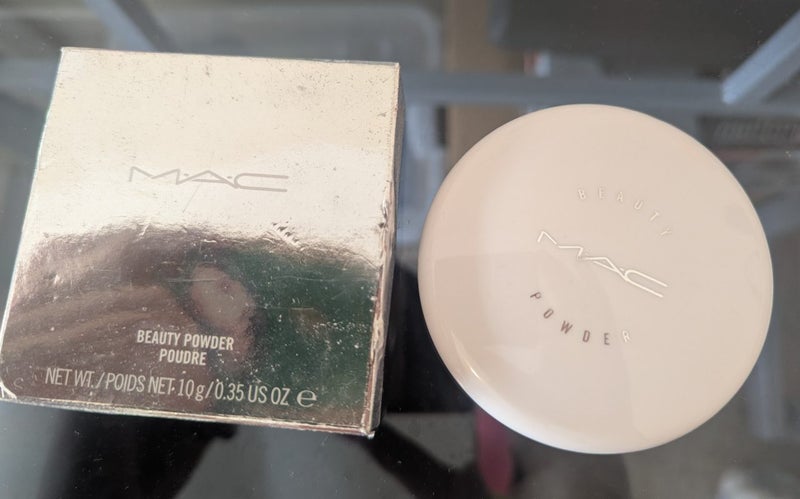 M·A·C
BEAUTY POWDER
POUDRE
NET WT./POIDS NET 10 g/0.35 US OZ ℮
BEAUTY
M·A·C
POWDER